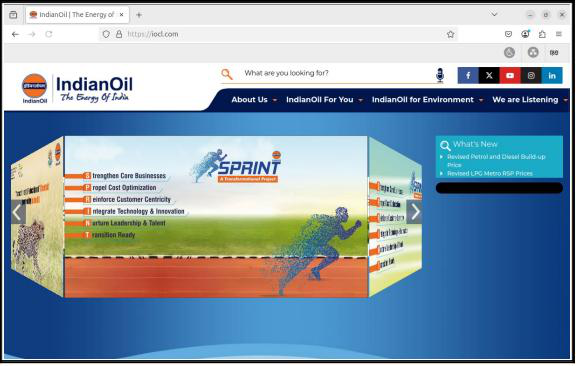 IndianOil | The Energy of
https://iocl.com
इंडियनऑयल
IndianOil
IndianOil
The Energy Of India
What are you looking for?
About Us
IndianOil For You
IndianOil for Environment
We are Listening
SPRINT
A Transformational Project
Strengthen Core Businesses
Propel Cost Optimization
Reinforce Customer Centricity
Integrate Technology & Innovation
Nurture Leadership & Talent
Transition Ready
What's New
Revised Petrol and Diesel Build-up
Price
Revised LPG Metro RSP Prices